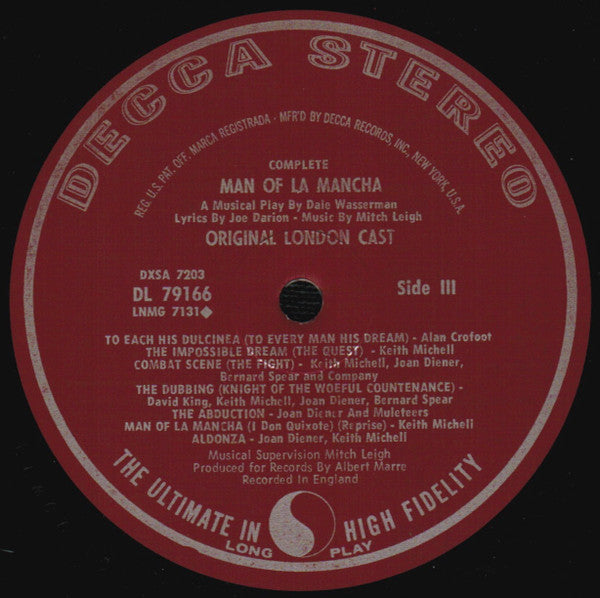 DECCA STEREO
REG. U.S. PAT. OFF. MARCA REGISTRADA · MFR'D BY DECCA RECORDS, INC., NEW YORK, U.S.A.
COMPLETE
MAN OF LA MANCHA
A Musical Play By Dale Wasserman
Lyrics By Joe Darion - Music By Mitch Leigh
ORIGINAL LONDON CAST
DXSA 7203
DL 79166
LNMG 7131◆
Side III
TO EACH HIS DULCINEA (TO EVERY MAN HIS DREAM) - Alan Crofoot
THE IMPOSSIBLE DREAM (THE QUEST) - Keith Michell
COMBAT SCENE (THE FIGHT) - Keith Michell, Joan Diener,
Bernard Spear and Company
THE DUBBING (KNIGHT OF THE WOEFUL COUNTENANCE) -
David King, Keith Michell, Joan Diener, Bernard Spear
THE ABDUCTION - Joan Diener And Muleteers
MAN OF LA MANCHA (I Don Quixote) (Reprise) - Keith Michell
ALDONZA - Joan Diener, Keith Michell
Musical Supervision Mitch Leigh
Produced for Records By Albert Marre
Recorded In England
THE ULTIMATE IN HIGH FIDELITY
LONG PLAY